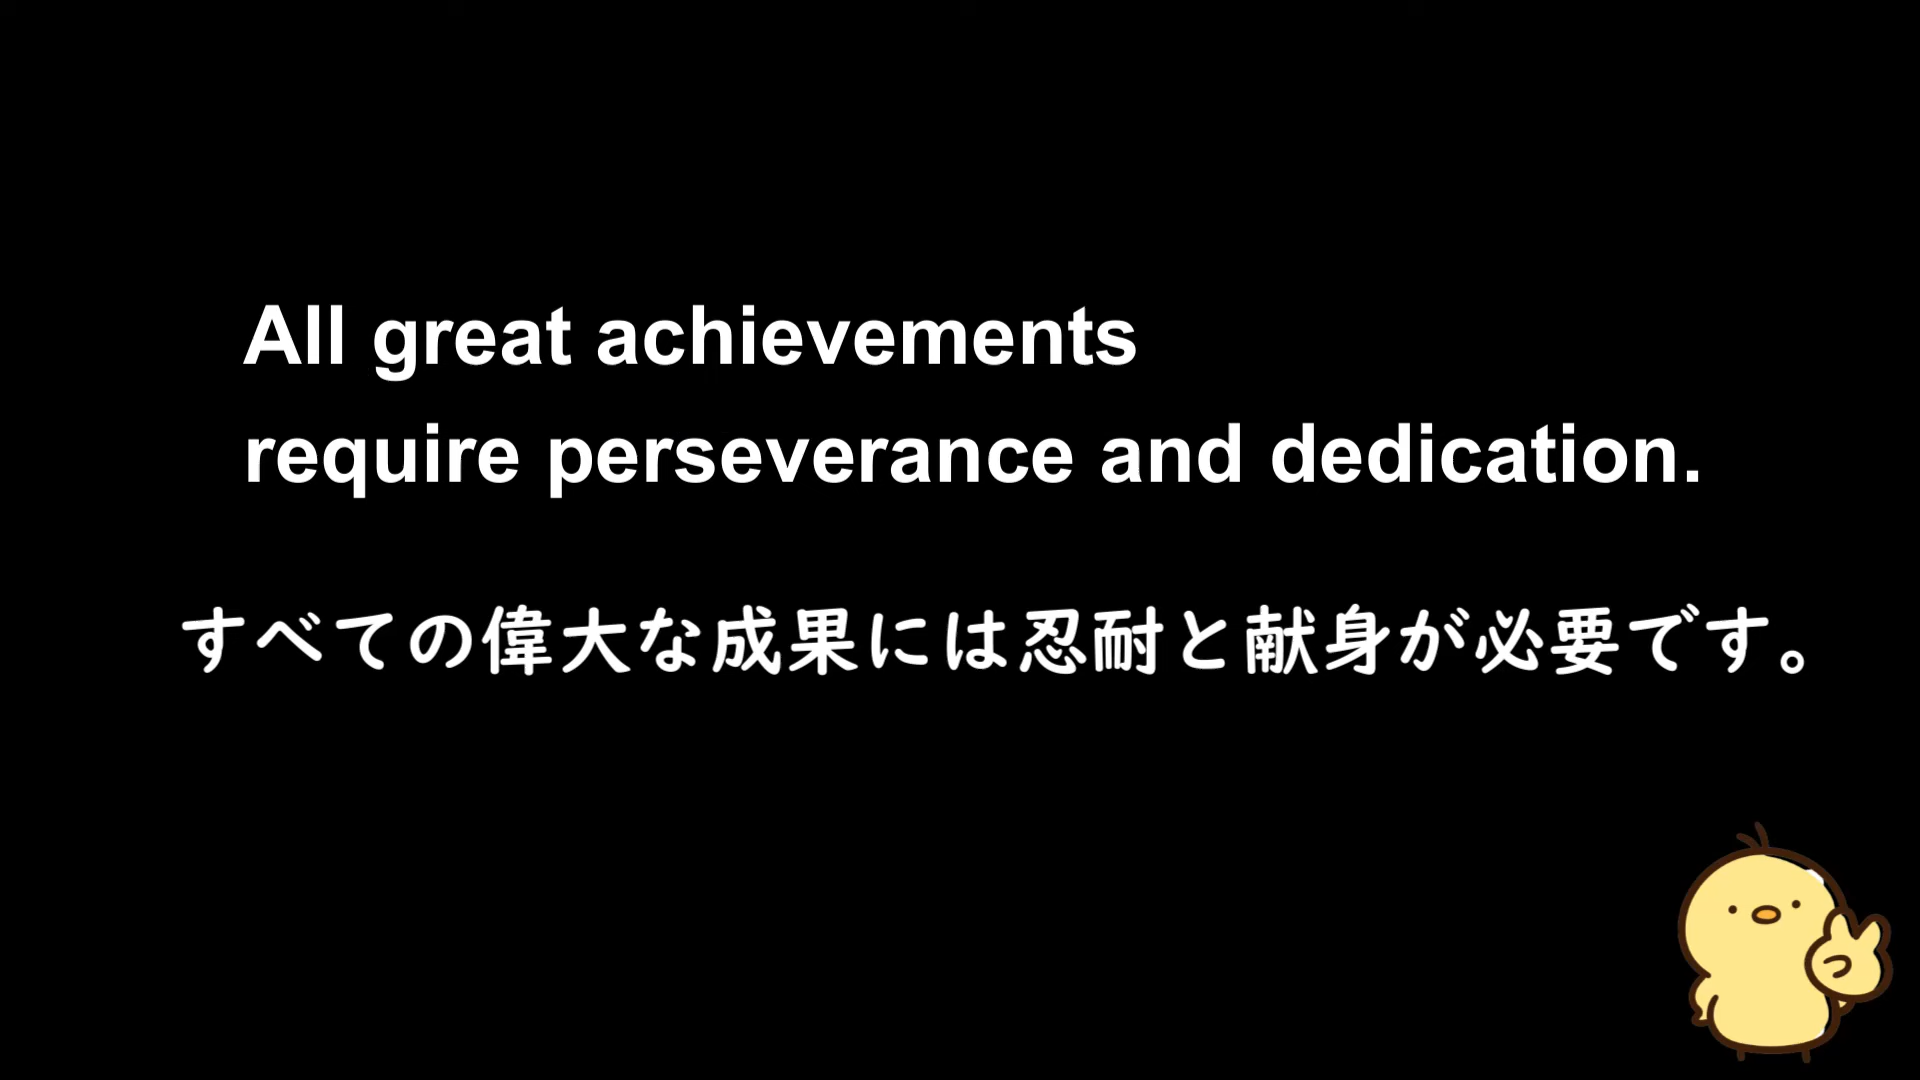 All great achievements
require perseverance and dedication.
すべての偉大な成果には忍耐と献身が必要です。